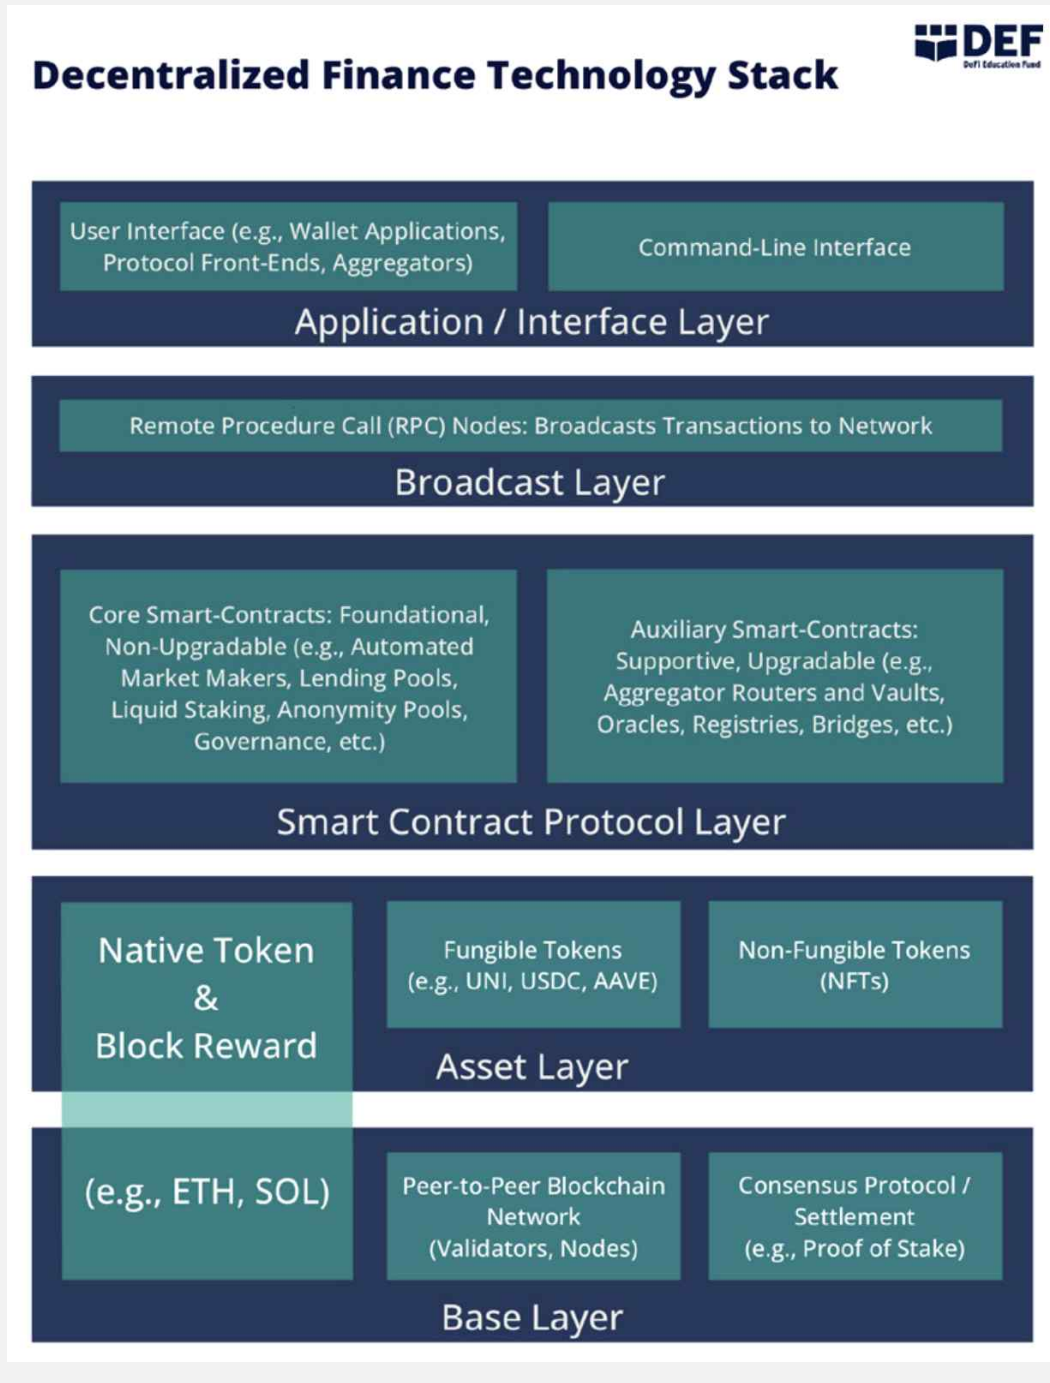 DEF
DeFi Education Fund
Decentralized Finance Technology Stack
User Interface (e.g., Wallet Applications,
Protocol Front-Ends, Aggregators)
Command-Line Interface
Application / Interface Layer
Remote Procedure Call (RPC) Nodes: Broadcasts Transactions to Network
Broadcast Layer
Core Smart-Contracts: Foundational,
Non-Upgradable (e.g., Automated
Market Makers, Lending Pools,
Liquid Staking, Anonymity Pools,
Governance, etc.)
Auxiliary Smart-Contracts:
Supportive, Upgradable (e.g.,
Aggregator Routers and Vaults,
Oracles, Registries, Bridges, etc.)
Smart Contract Protocol Layer
Native Token
&
Block Reward
(e.g., ETH, SOL)
Fungible Tokens
(e.g., UNI, USDC, AAVE)
Non-Fungible Tokens
(NFTs)
Asset Layer
Peer-to-Peer Blockchain
Network
(Validators, Nodes)
Consensus Protocol /
Settlement
(e.g., Proof of Stake)
Base Layer